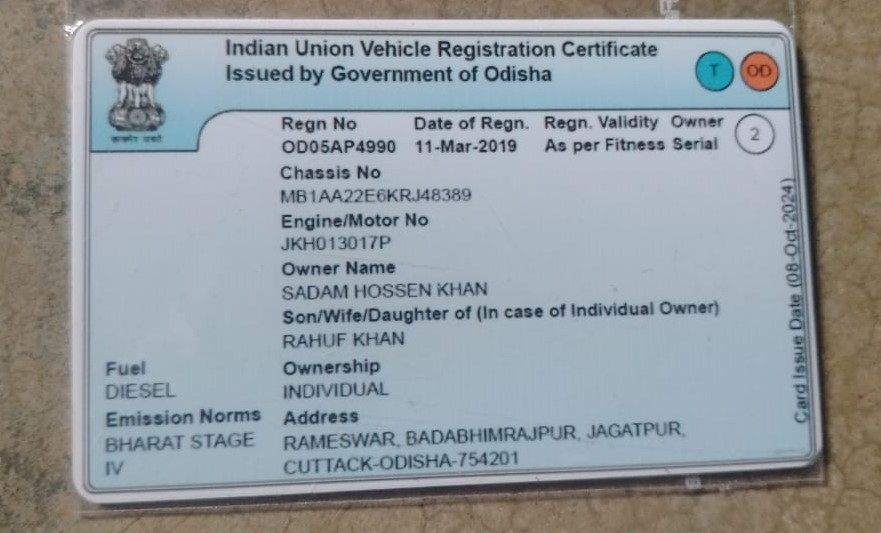 Indian Union Vehicle Registration Certificate
Issued by Government of Odisha
T OD
Regn No Date of Regn. Regn. Validity Owner
OD05AP4990 11-Mar-2019 As per Fitness Serial 2
Chassis No
MB1AA22E6KRJ48389
Engine/Motor No
JKH013017P
Owner Name
SADAM HOSSEN KHAN
Son/Wife/Daughter of (In case of Individual Owner)
RAHUF KHAN
Fuel Ownership
DIESEL INDIVIDUAL
Emission Norms Address
BHARAT STAGE RAMESWAR, BADABHIMRAJPUR, JAGATPUR,
IV CUTTACK-ODISHA-754201
Card Issue Date (08-Oct-2024)